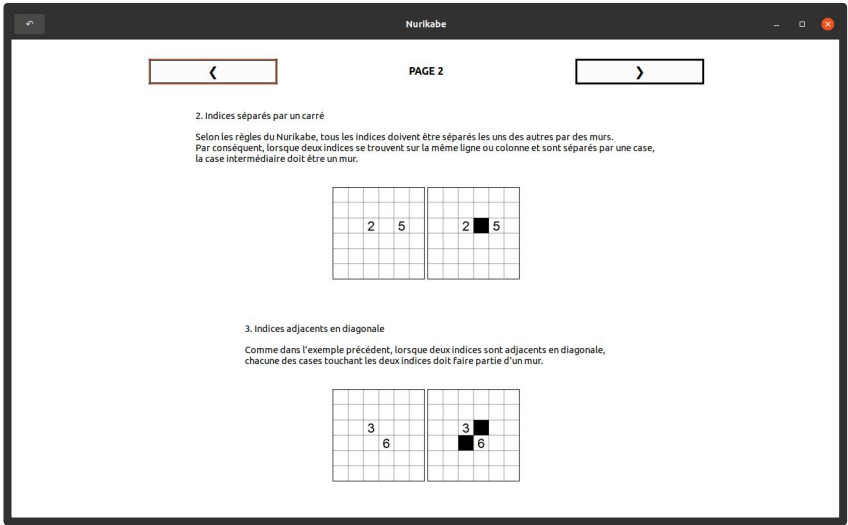 Nurikabe
PAGE 2
2. Indices séparés par un carré
Selon les règles du Nurikabe, tous les indices doivent être séparés les uns des autres par des murs.
Par conséquent, lorsque deux indices se trouvent sur la même ligne ou colonne et sont séparés par une case,
la case intermédiaire doit être un mur.
2 5 2 5
3. Indices adjacents en diagonale
Comme dans l'exemple précédent, lorsque deux indices sont adjacents en diagonale,
chacune des cases touchant les deux indices doit faire partie d'un mur.
3 3
6 6